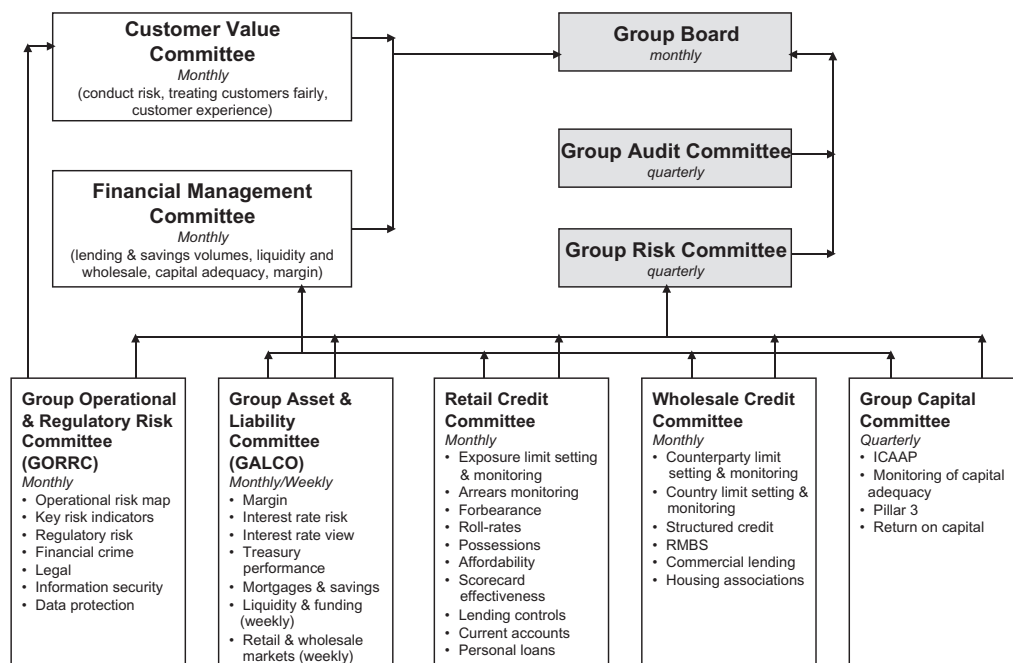 Customer Value
Committee
Monthly
(conduct risk, treating customers fairly,
customer experience)
Group Board
monthly
Group Audit Committee
quarterly
Financial Management
Committee
Monthly
(lending & savings volumes, liquidity and
wholesale, capital adequacy, margin)
Group Risk Committee
quarterly
Group Operational
& Regulatory Risk
Committee
(GORRC)
Monthly
• Operational risk map
• Key risk indicators
• Regulatory risk
• Financial crime
• Legal
• Information security
• Data protection
Group Asset &
Liability
Committee
(GALCO)
Monthly/Weekly
• Margin
• Interest rate risk
• Interest rate view
• Treasury
performance
• Mortgages & savings
• Liquidity & funding
(weekly)
• Retail & wholesale
markets (weekly)
Retail Credit
Committee
Monthly
• Exposure limit setting
& monitoring
• Arrears monitoring
• Forbearance
• Roll-rates
• Possessions
• Affordability
• Scorecard
effectiveness
• Lending controls
• Current accounts
• Personal loans
Wholesale Credit
Committee
Monthly
• Counterparty limit
setting & monitoring
• Country limit setting &
monitoring
• Structured credit
• RMBS
• Commercial lending
• Housing associations
Group Capital
Committee
Quarterly
• ICAAP
• Monitoring of capital
adequacy
• Pillar 3
• Return on capital